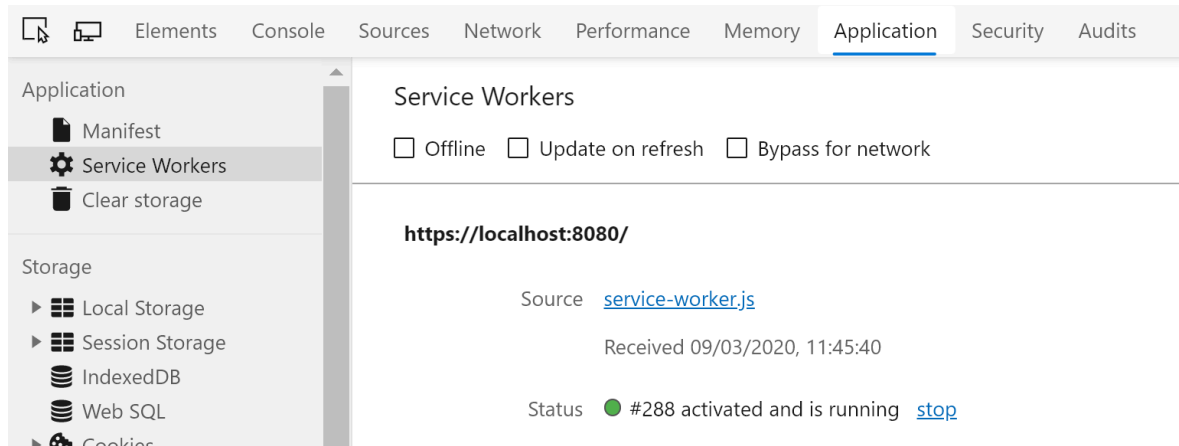 Elements Console Sources Network Performance Memory Application Security Audits
Application
Manifest
Service Workers
Clear storage
Storage
Local Storage
Session Storage
IndexedDB
Web SQL
Cookies
Service Workers
Offline Update on refresh Bypass for network
https://localhost:8080/
Source service-worker.js
Received 09/03/2020, 11:45:40
Status #288 activated and is running stop